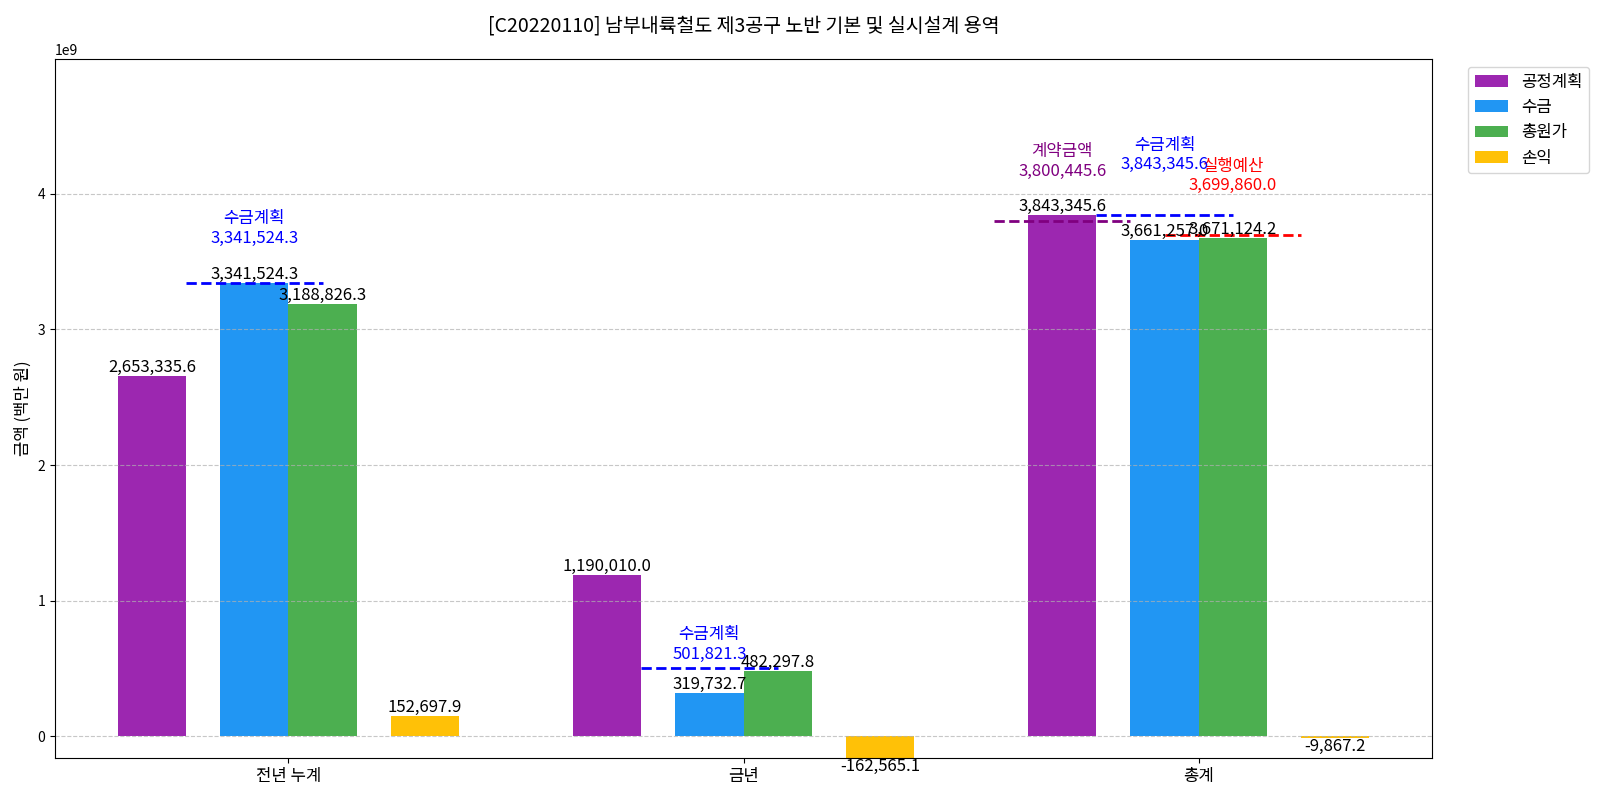 [C20220110] 남부내륙철도 제3공구 노반 기본 및 실시설계 용역
1e9
금액 (백만 원)
4
3
2
1
0
2,653,335.6
수금계획
3,341,524.3
3,341,524.3
3,188,826.3
152,697.9
1,190,010.0
수금계획
501,821.3
319,732.7
482,297.8
-162,565.1
계약금액
3,800,445.6
3,843,345.6
수금계획
3,843,345.6
3,661,257.0
실행예산
3,699,860.0
3,671,124.2
-9,867.2
전년 누계
금년
총계
공정계획
수금
총원가
손익